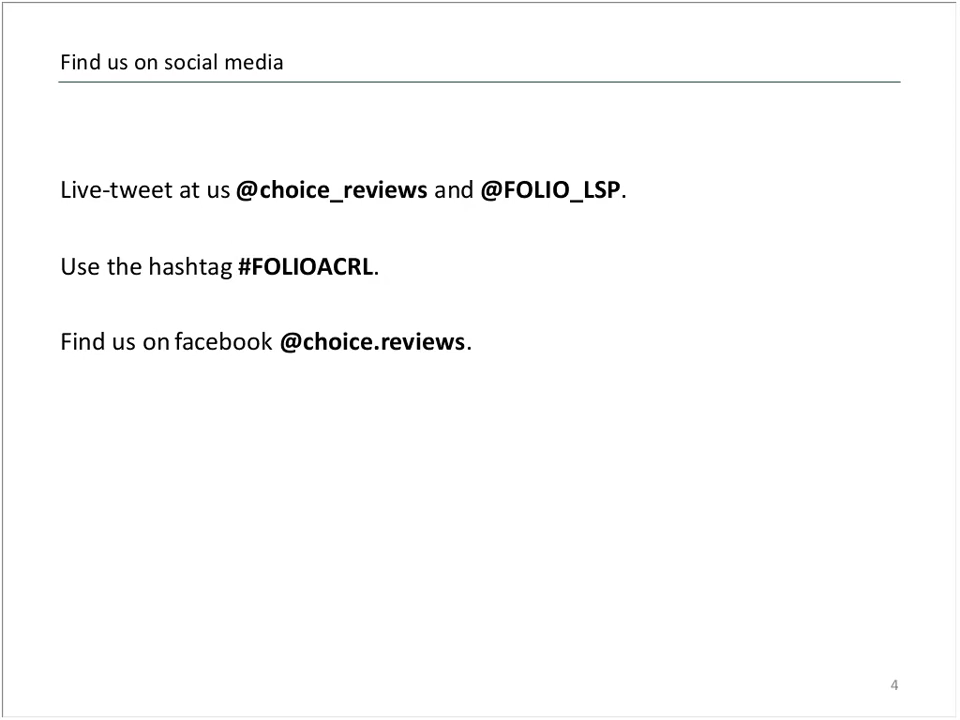 Find us on social media
Live-tweet at us @choice_reviews and @FOLIO_LSP.
Use the hashtag #FOLIOACRL.
Find us on facebook @choice.reviews.
4